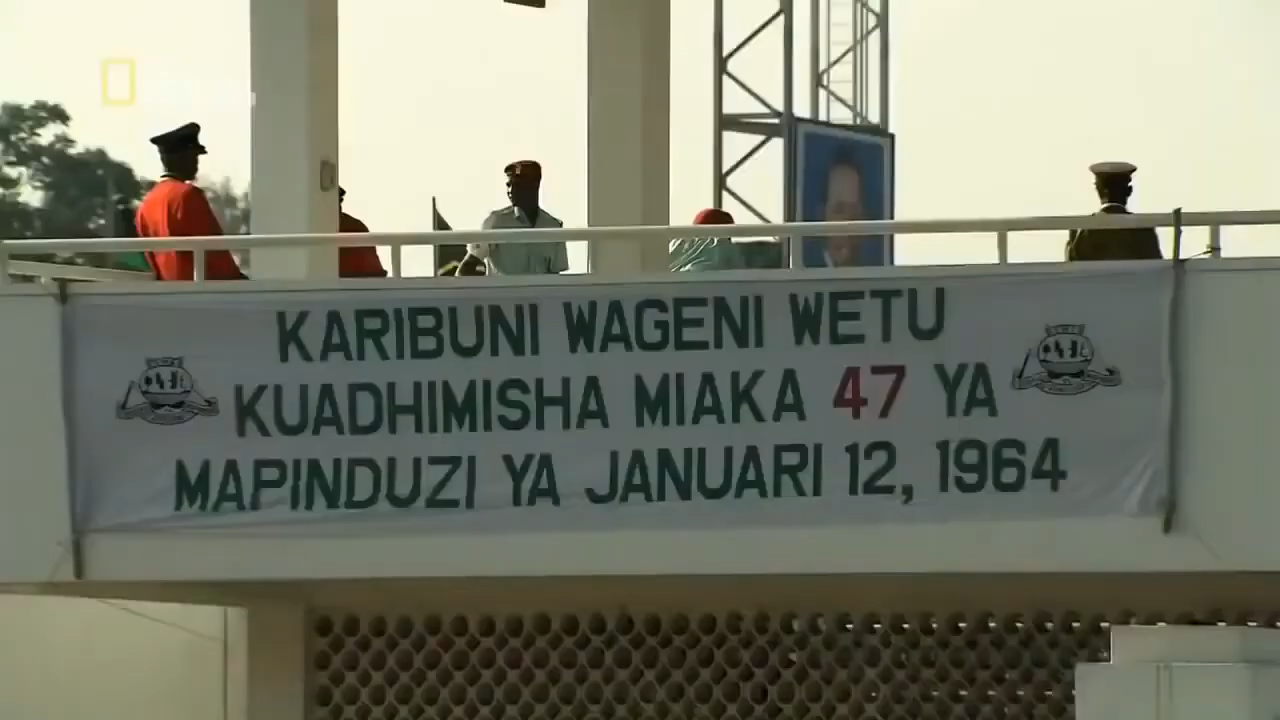 KARIBUNI WAGENI WETU
KUADHIMISHA MIAKA 47 YA
MAPINDUZI YA JANUARI 12, 1964